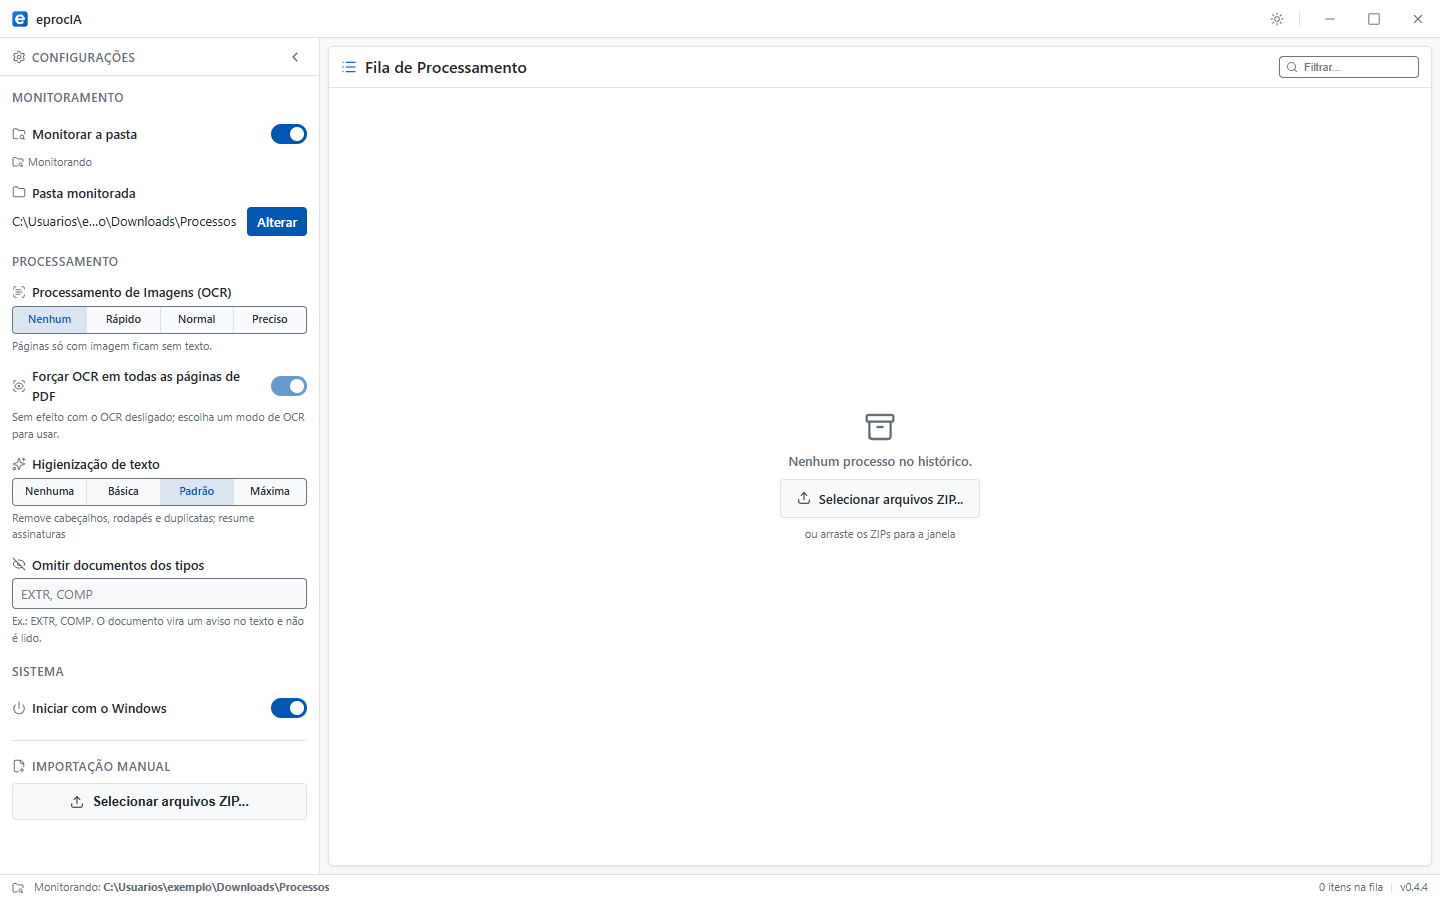 eprocIA
CONFIGURAÇÕES
MONITORAMENTO
Monitorar a pasta
Monitorando
Pasta monitorada
C:\Usuarios\e...o\Downloads\Processos
Alterar
PROCESSAMENTO
Processamento de Imagens (OCR)
Nenhum Rápido Normal Preciso
Páginas só com imagem ficam sem texto.
Forçar OCR em todas as páginas de
PDF
Sem efeito com o OCR desligado; escolha um modo de OCR
para usar.
Higienização de texto
Nenhuma Básica Padrão Máxima
Remove cabeçalhos, rodapés e duplicatas; resume
assinaturas
Omitir documentos dos tipos
EXTR, COMP
Ex.: EXTR, COMP. O documento vira um aviso no texto e não
é lido.
SISTEMA
Iniciar com o Windows
IMPORTAÇÃO MANUAL
Selecionar arquivos ZIP...
Fila de Processamento
Filtrar...
Nenhum processo no histórico.
Selecionar arquivos ZIP...
ou arraste os ZIPs para a janela
Monitorando: C:\Usuarios\exemplo\Downloads\Processos
0 itens na fila
v0.4.4